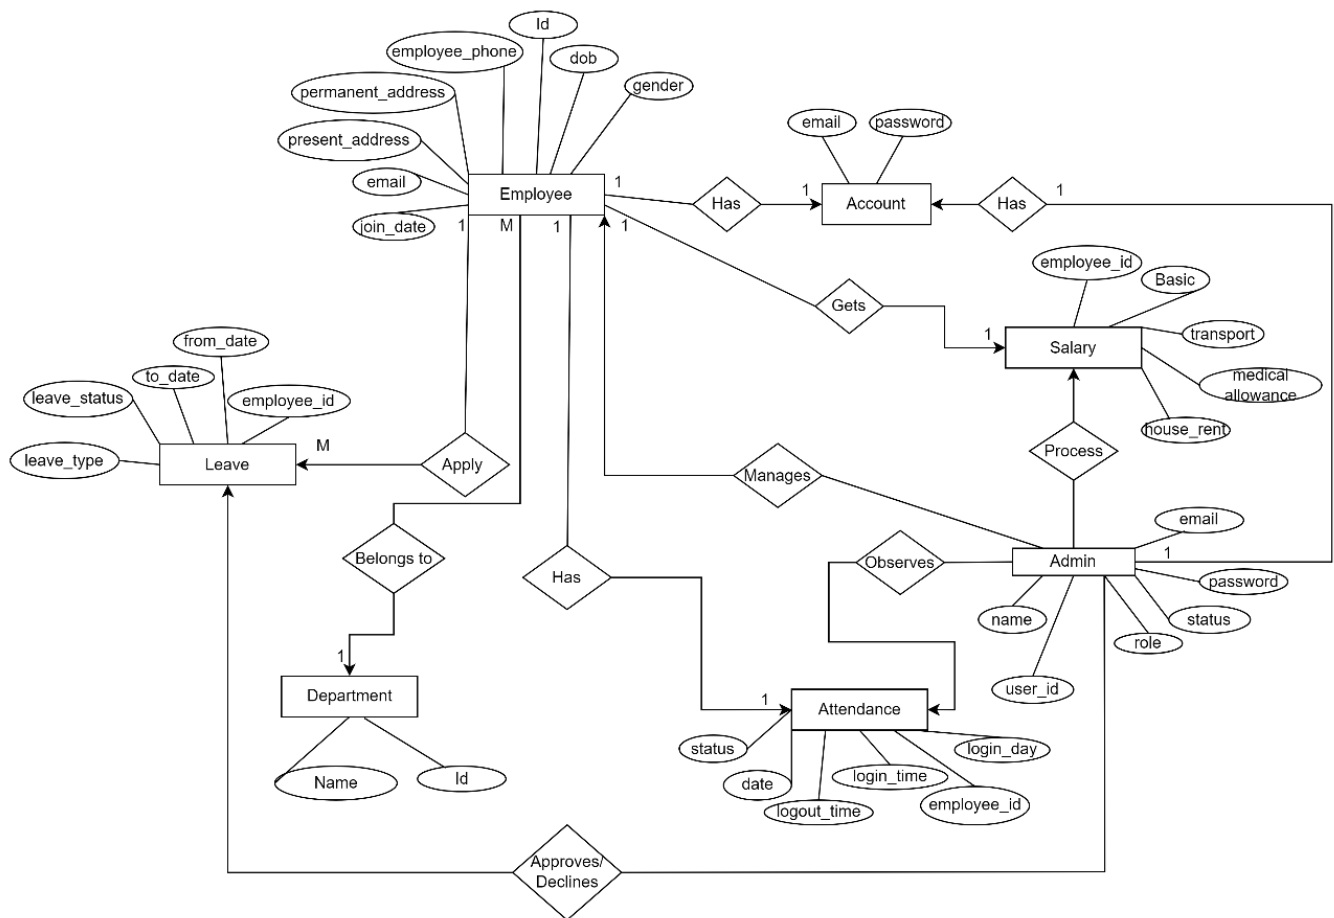 Id
employee_phone
dob
gender
permanent_address
present_address
email
password
email
Employee
1
Has
1
Account
Has
1
join_date
1
M
1
1
employee_id
Basic
Gets
transport
1
Salary
from_date
to_date
medical
allowance
leave_status
employee_id
house_rent
M
leave_type
Leave
Apply
Manages
Process
email
1
Belongs to
Has
Observes
Admin
password
name
status
role
1
user_id
Department
1
Attendance
status
login_day
Name
Id
date
login_time
logout_time
employee_id
Approves/
Declines